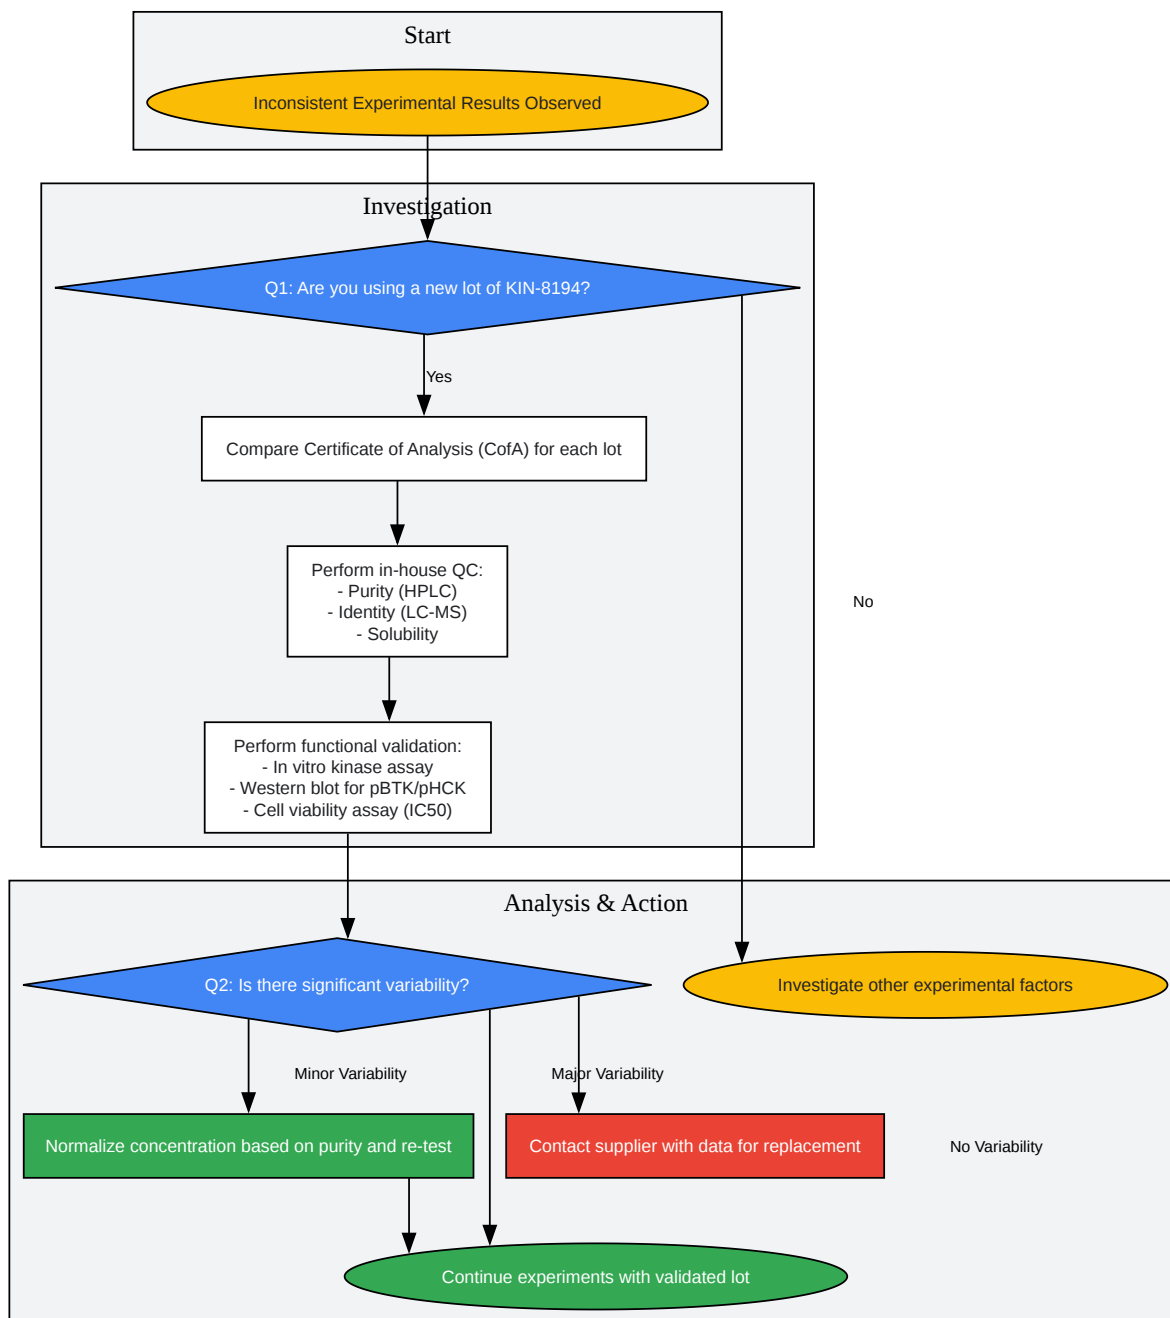 Start
Inconsistent Experimental Results Observed
Investigation
Q1: Are you using a new lot of KIN-8194?
Yes
Compare Certificate of Analysis (CofA) for each lot
Perform in-house QC:
- Purity (HPLC)
- Identity (LC-MS)
- Solubility
No
Perform functional validation:
- In vitro kinase assay
- Western blot for pBTK/pHCK
- Cell viability assay (IC50)
Analysis & Action
Q2: Is there significant variability?
Investigate other experimental factors
Minor Variability
Major Variability
Normalize concentration based on purity and re-test
Contact supplier with data for replacement
No Variability
Continue experiments with validated lot